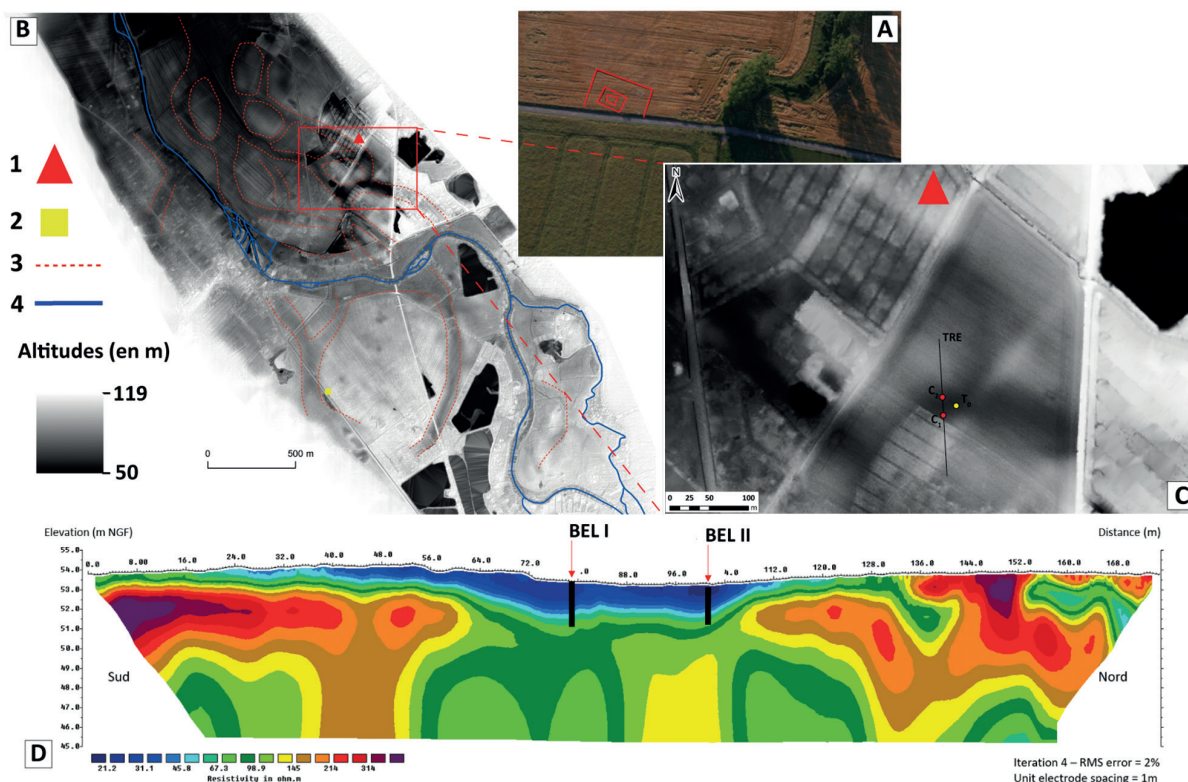 B
A
1
2
3
4
Altitudes (en m)
119
50
0 500 m
N
TRE
C2
T0
C1
0 25 50 100
m
C
Elevation (m NGF)
BEL I
BEL II
Distance (m)
55.0
54.0
53.0
52.0
51.0
50.0
49.0
48.0
47.0
46.0
45.0
0.0 8.00 16.0 24.0 32.0 40.0 48.0 56.0 64.0 72.0 .0 88.0 96.0 4.0 112.0 120.0 128.0 136.0 144.0 152.0 160.0 168.0
Sud
Nord
D
21.2 31.1 45.8 67.3 98.9 145 214 314
Resistivity in ohm.m
Iteration 4 – RMS error = 2%
Unit electrode spacing = 1m